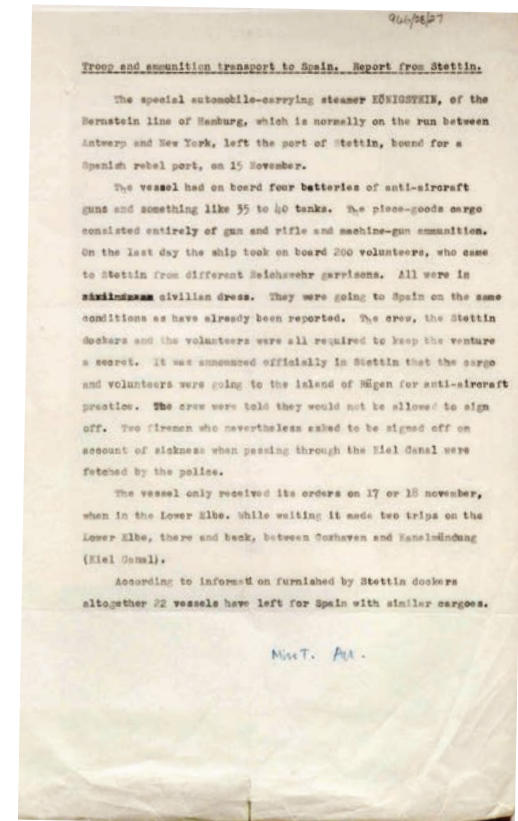 946/28/27
Troop and ammunition transport to Spain. Report from Stettin.
The special automobile-carrying steamer KÖNIGSTEIN, of the
Bernstein line of Hamburg, which is normally on the run between
Antwerp and New York, left the port of Stettin, bound for a
Spanish rebel port, on 15 November.
The vessel had on board four batteries of anti-aircraft
guns and something like 35 to 40 tanks. The piece-goods cargo
consisted entirely of gun and rifle and machine-gun ammunition.
On the last day the ship took on board 200 volunteers, who came
to Stettin from different Reichswehr garrisons. All were in
civilian dress. They were going to Spain on the same
conditions as have already been reported. The crew, the Stettin
dockers and the volunteers were all required to keep the venture
a secret. It was announced officially in Stettin that the cargo
and volunteers were going to the island of Rügen for anti-aircraft
practice. The crew were told they would not be allowed to sign
off. Two firemen who nevertheless asked to be signed off on
account of sickness when passing through the Kiel Canal were
fetched by the police.
The vessel only received its orders on 17 or 18 november,
when in the Lower Elbe. While waiting it made two trips on the
Lower Elbe, there and back, between Coxhaven and Kanalmündung
(Kiel Canal).
According to information furnished by Stettin dockers
altogether 22 vessels have left for Spain with similar cargoes.
Miss T.